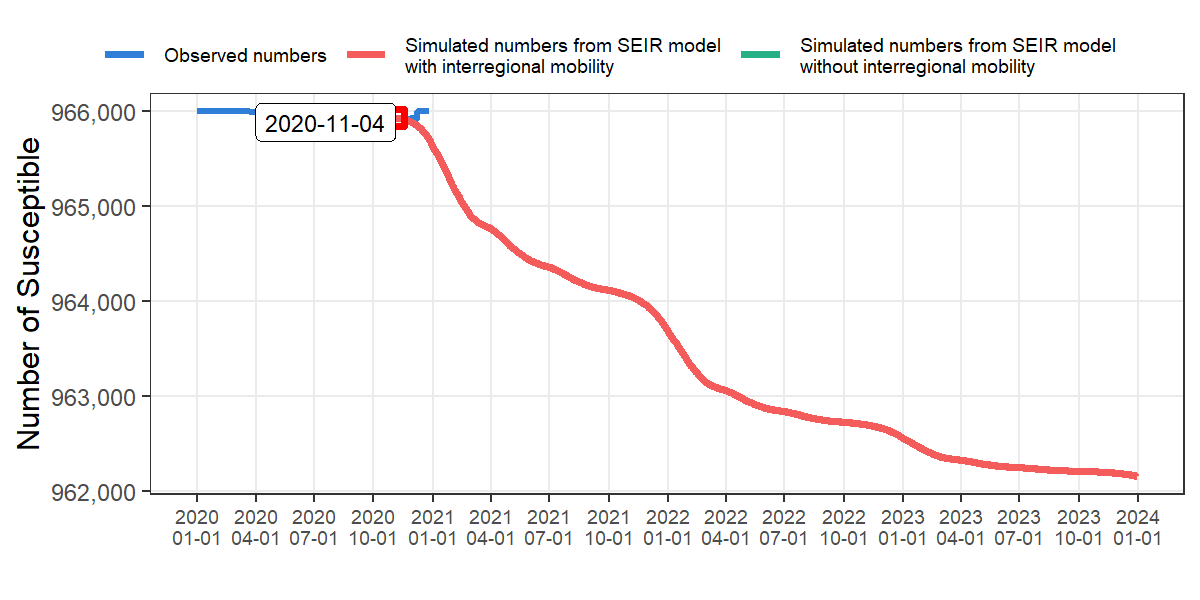 Observed numbers
Simulated numbers from SEIR model
with interregional mobility
Simulated numbers from SEIR model
without interregional mobility
Number of Susceptible
966,000
965,000
964,000
963,000
962,000
2020-11-04
2020 2020 2020 2020 2021 2021 2021 2021 2022 2022 2022 2022 2023 2023 2023 2023 2024
01-01 04-01 07-01 10-01 01-01 04-01 07-01 10-01 01-01 04-01 07-01 10-01 01-01 04-01 07-01 10-01 01-01